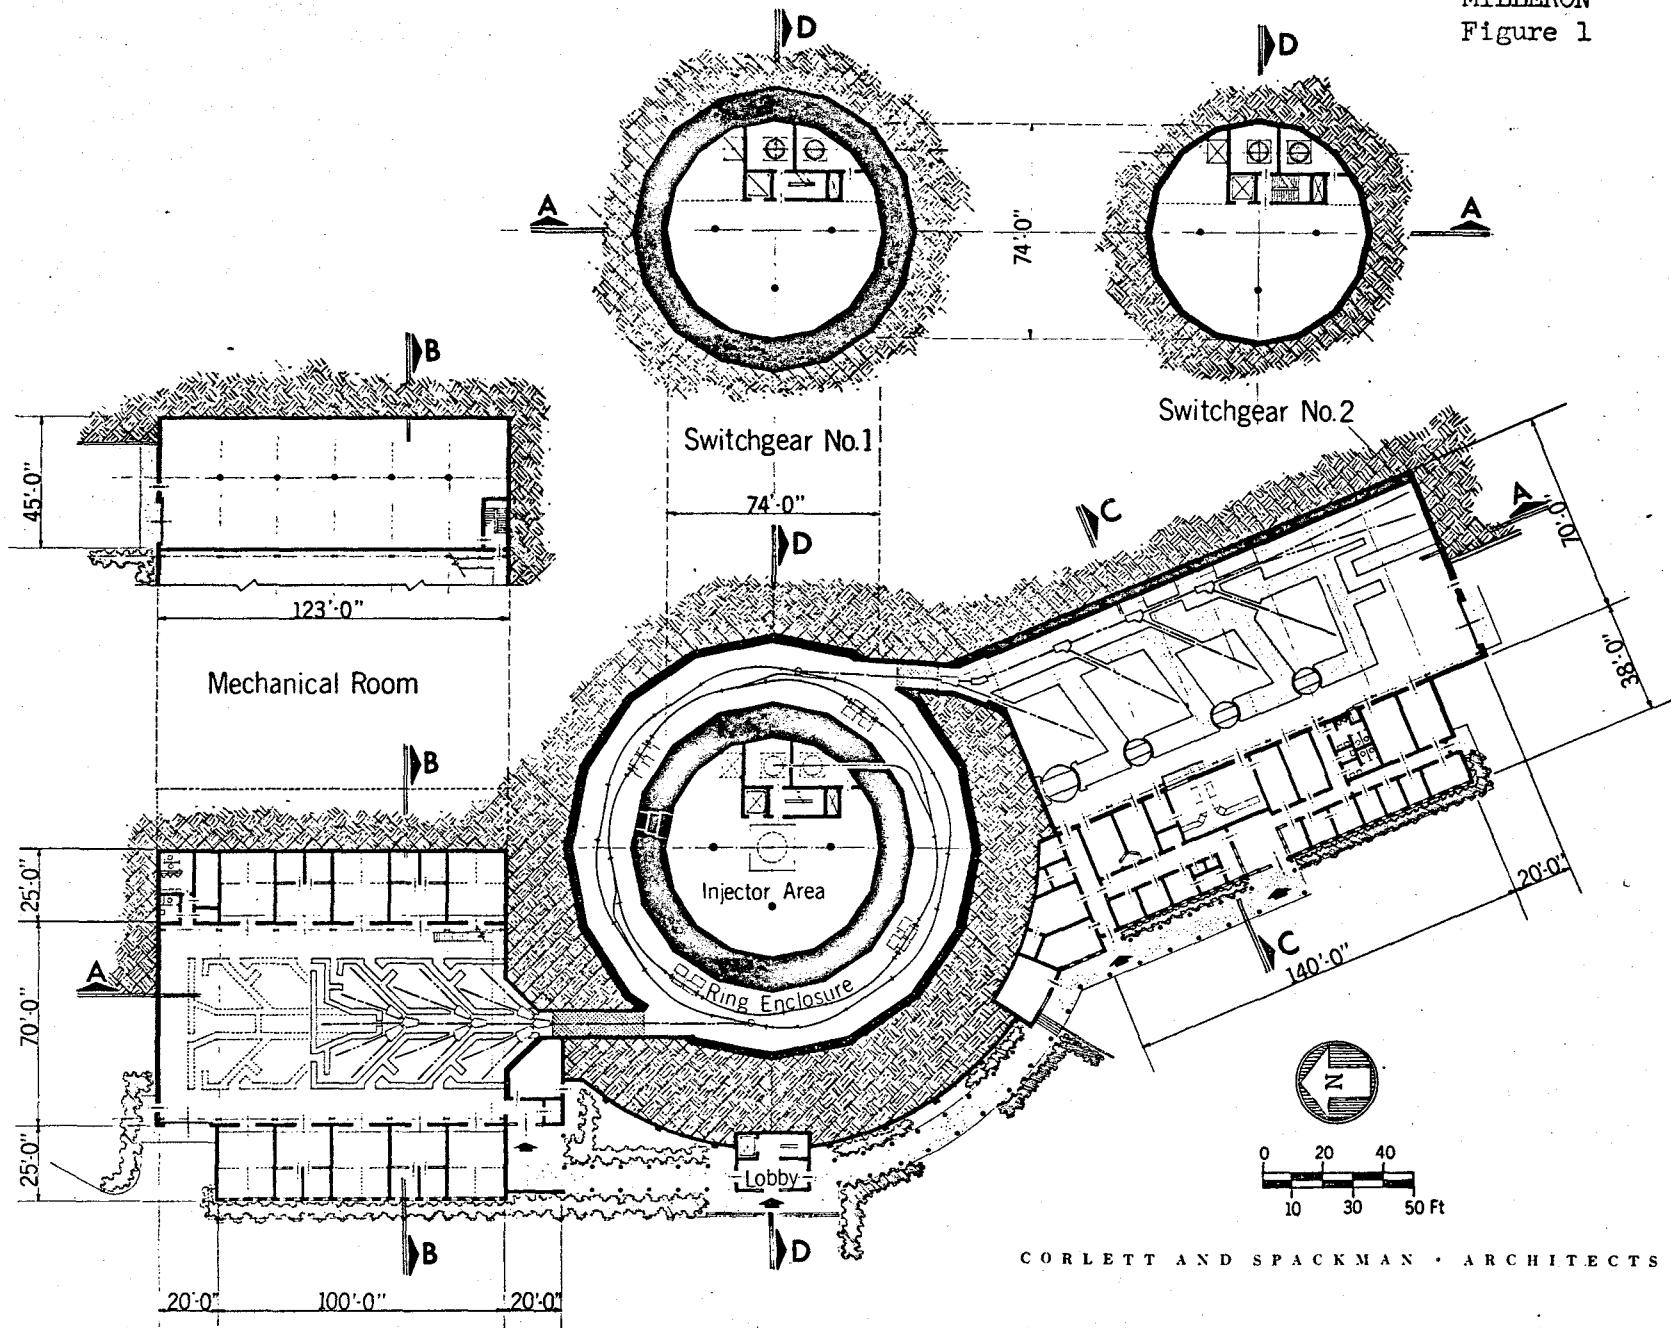 MILLERON
Figure 1
D
D
A
A
74'-0"
B
Switchgear No.2
Switchgear No.1
45'-0"
74'-0"
C
A
70'-0"
D
123'-0"
38'-0"
Mechanical Room
B
25'-0"
Injector Area
20'-0"
A
C
140'-0"
Ring Enclosure
70'-0"
N
0 20 40
10 30 50 Ft
25'-0"
Lobby
B
D
CORLETT AND SPACKMAN · ARCHITECTS
20'-0" 100'-0" 20'-0"